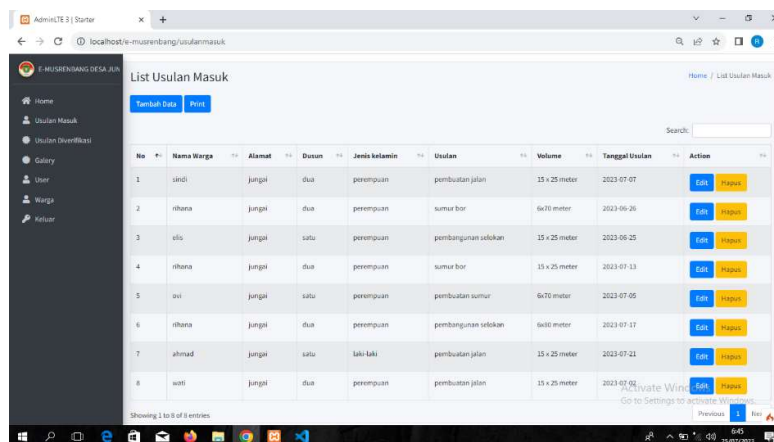 AdminLTE 3 | Starter
localhost/e-musrenbang/usulanmasuk
E-MUSRENBANG DESA JUN
List Usulan Masuk
Home / List Usulan Masuk
Home
Usulan Masuk
Usulan Diverifikasi
Galery
User
Warga
Keluar
Tambah Data Print
Search:
No Nama Warga Alamat Dusun Jenis kelamin Usulan Volume Tanggal Usulan Action
1 sindi jungai dua perempuan pembuatan jalan 15 x 25 meter 2023-07-07 Edit Hapus
2 rihana jungai dua perempuan sumur bor 6x70 meter 2023-06-26 Edit Hapus
3 elis jungai satu perempuan pembangunan selokan 15 x 25 meter 2023-06-25 Edit Hapus
4 rihana jungai dua perempuan sumur bor 15 x 25 meter 2023-07-13 Edit Hapus
5 ovi jungai satu perempuan pembuatan sumur 6x70 meter 2023-07-05 Edit Hapus
6 rihana jungai dua perempuan pembangunan selokan 6x80 meter 2023-07-17 Edit Hapus
7 ahmad jungai satu laki-laki pembuatan jalan 15 x 25 meter 2023-07-21 Edit Hapus
8 wati jungai dua perempuan pembuatan jalan 15 x 25 meter 2023-07-02 Edit Hapus
Activate Windows
Go to Settings to activate Windows.
Showing 1 to 8 of 8 entries
Previous 1
6:45
25/07/2023